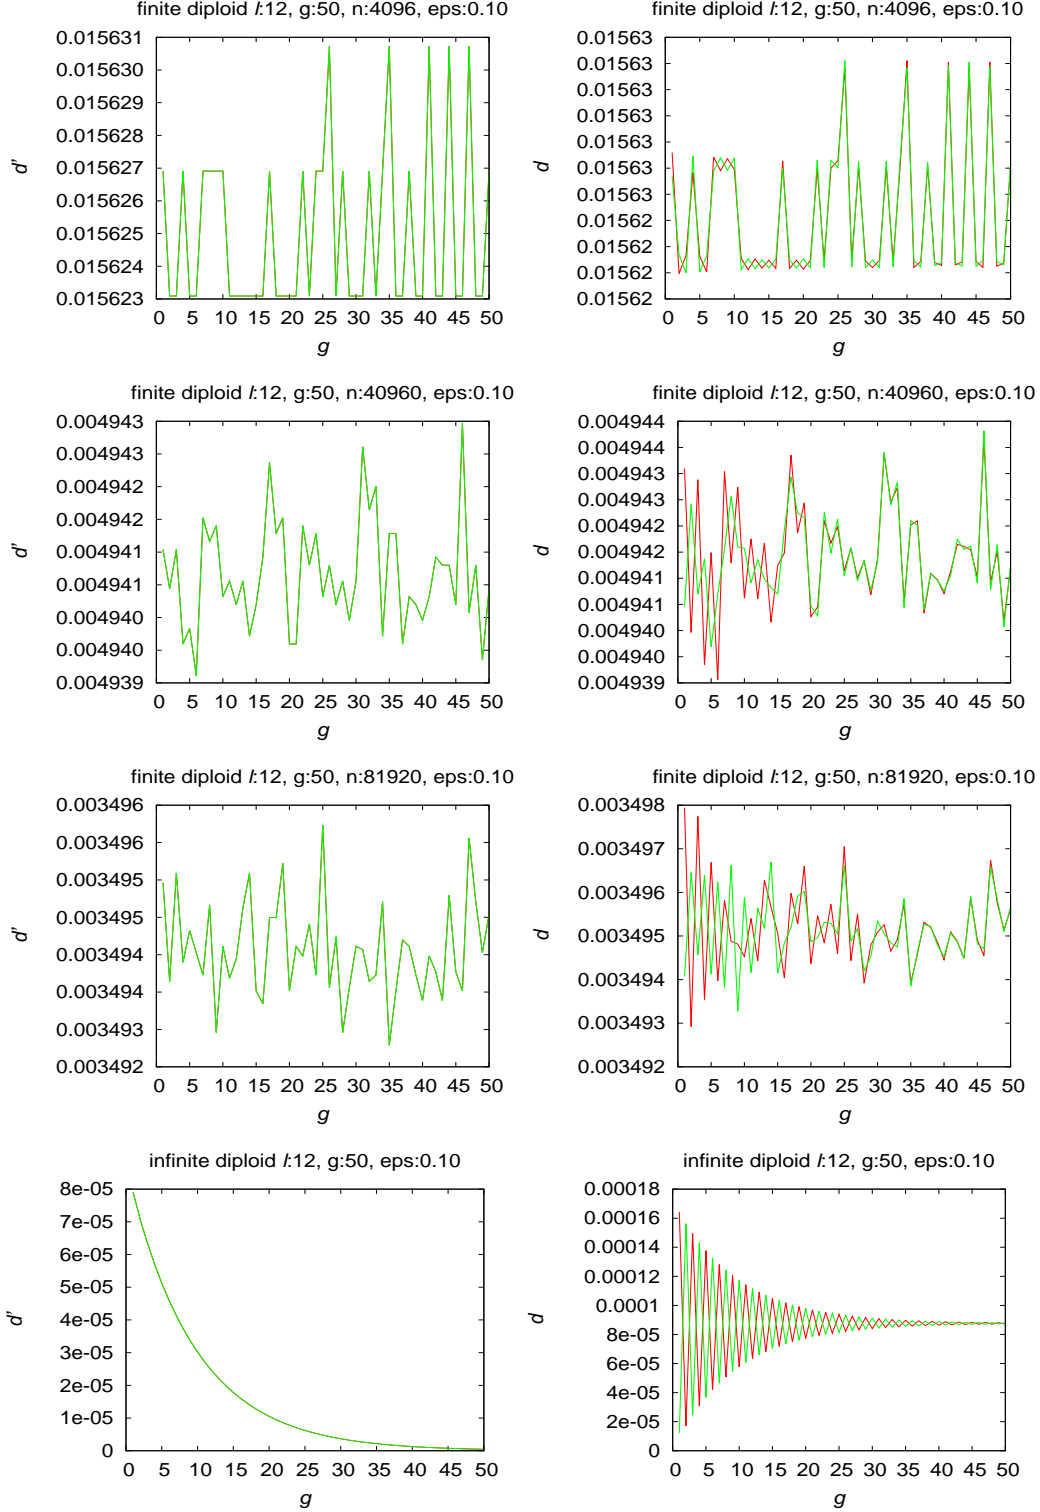 finite diploid l:12, g:50, n:4096, eps:0.10
0.015631
0.015630
0.015629
0.015628
0.015627
0.015626
0.015625
0.015624
0.015623
d'
0 5 10 15 20 25 30 35 40 45 50
g
finite diploid l:12, g:50, n:4096, eps:0.10
0.01563
0.01563
0.01563
0.01563
0.01563
0.01563
0.01563
0.01562
0.01562
0.01562
0.01562
d
0 5 10 15 20 25 30 35 40 45 50
g
finite diploid l:12, g:50, n:40960, eps:0.10
0.004943
0.004943
0.004942
0.004942
0.004941
0.004941
0.004940
0.004940
0.004939
d'
0 5 10 15 20 25 30 35 40 45 50
g
finite diploid l:12, g:50, n:40960, eps:0.10
0.004944
0.004944
0.004943
0.004943
0.004942
0.004942
0.004941
0.004941
0.004940
0.004940
0.004939
d
0 5 10 15 20 25 30 35 40 45 50
g
finite diploid l:12, g:50, n:81920, eps:0.10
0.003496
0.003496
0.003495
0.003495
0.003494
0.003494
0.003493
0.003492
d'
0 5 10 15 20 25 30 35 40 45 50
g
finite diploid l:12, g:50, n:81920, eps:0.10
0.003498
0.003497
0.003496
0.003495
0.003494
0.003493
0.003492
d
0 5 10 15 20 25 30 35 40 45 50
g
infinite diploid l:12, g:50, eps:0.10
8e-05
7e-05
6e-05
5e-05
4e-05
3e-05
2e-05
1e-05
0
d'
0 5 10 15 20 25 30 35 40 45 50
g
infinite diploid l:12, g:50, eps:0.10
0.00018
0.00016
0.00014
0.00012
0.0001
8e-05
6e-05
4e-05
2e-05
0
d
0 5 10 15 20 25 30 35 40 45 50
g